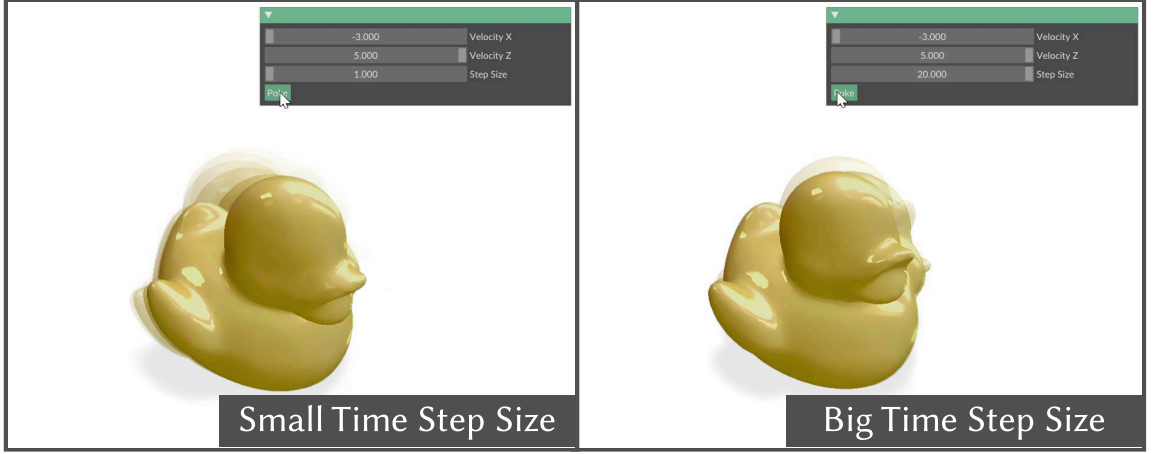 -3.000 Velocity X
5.000 Velocity Z
1.000 Step Size
Poke
Small Time Step Size
-3.000 Velocity X
5.000 Velocity Z
20.000 Step Size
Poke
Big Time Step Size